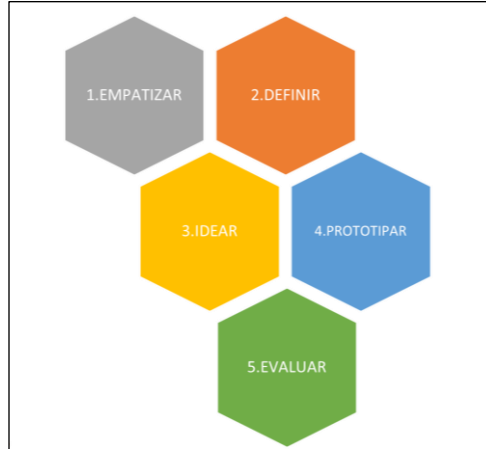 1.EMPATIZAR
2.DEFINIR
3.IDEAR
4.PROTOTIPAR
5.EVALUAR